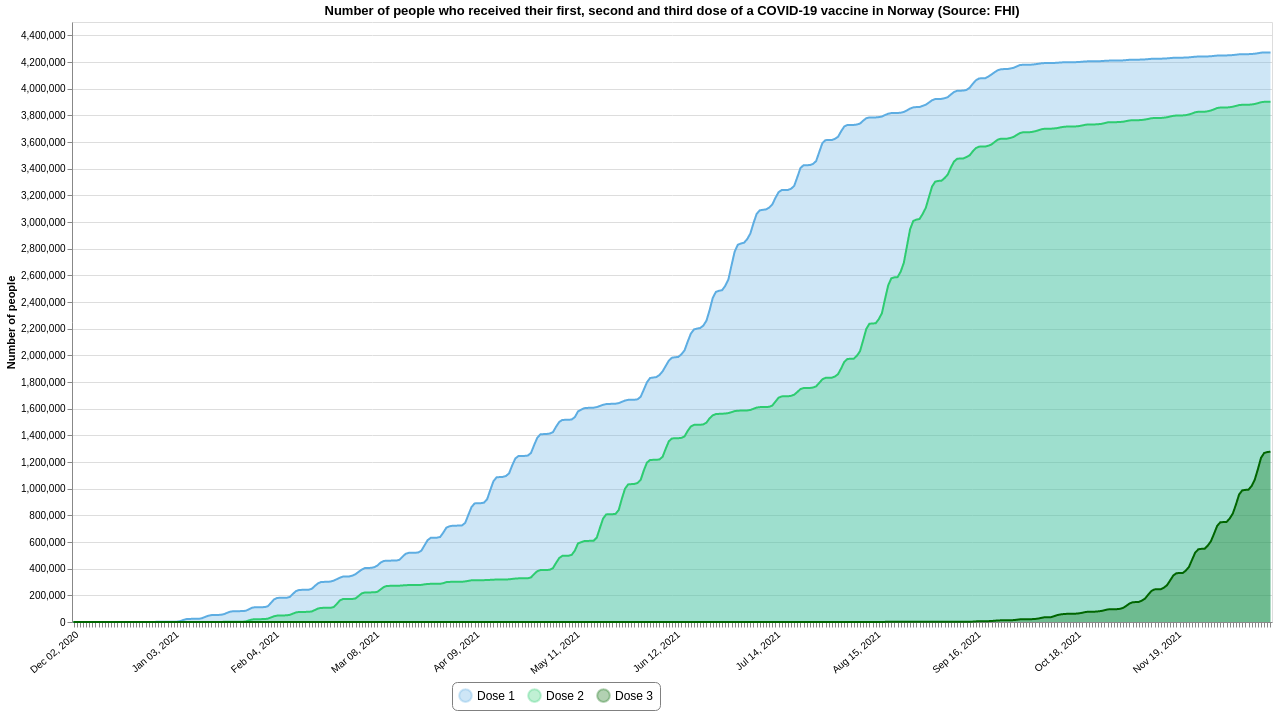 Number of people who received their first, second and third dose of a COVID-19 vaccine in Norway (Source: FHI)
Number of people
4,400,000
4,200,000
4,000,000
3,800,000
3,600,000
3,400,000
3,200,000
3,000,000
2,800,000
2,600,000
2,400,000
2,200,000
2,000,000
1,800,000
1,600,000
1,400,000
1,200,000
1,000,000
800,000
600,000
400,000
200,000
0
Dec 02, 2020
Jan 03, 2021
Feb 04, 2021
Mar 08, 2021
Apr 09, 2021
May 11, 2021
Jun 12, 2021
Jul 14, 2021
Aug 15, 2021
Sep 16, 2021
Oct 18, 2021
Nov 19, 2021
Dose 1
Dose 2
Dose 3